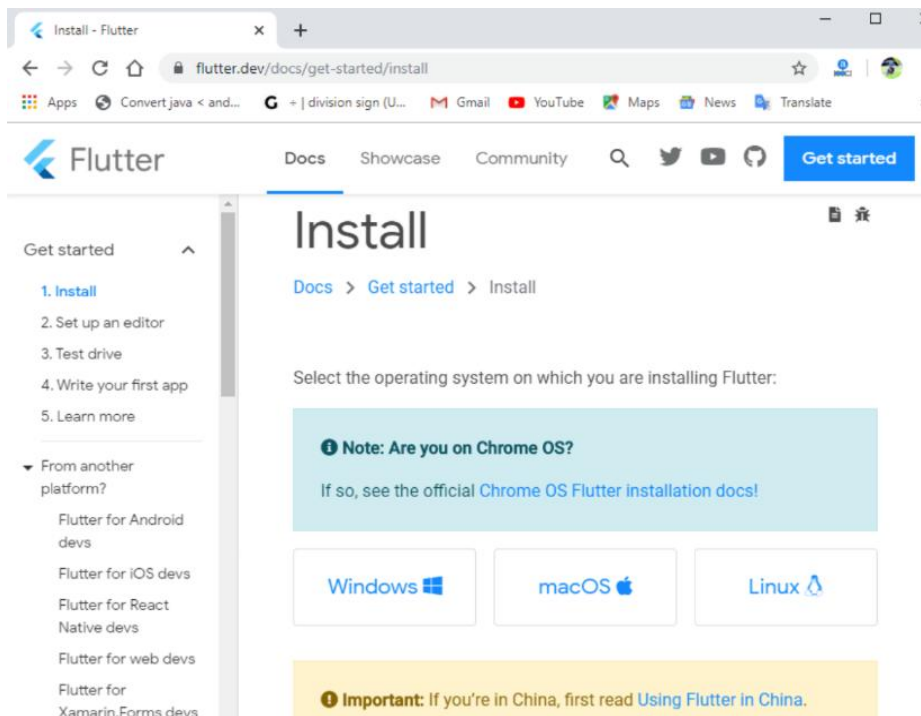 Install - Flutter
flutter.dev/docs/get-started/install
Apps Convert java < and... G + | division sign (U... Gmail YouTube Maps News Translate
Flutter Docs Showcase Community Get started
Get started
1. Install
2. Set up an editor
3. Test drive
4. Write your first app
5. Learn more
From another
platform?
Flutter for Android
devs
Flutter for iOS devs
Flutter for React
Native devs
Flutter for web devs
Flutter for
Xamarin.Forms devs
Install
Docs > Get started > Install
Select the operating system on which you are installing Flutter:
Note: Are you on Chrome OS?
If so, see the official Chrome OS Flutter installation docs!
Windows macOS Linux
Important: If you're in China, first read Using Flutter in China.